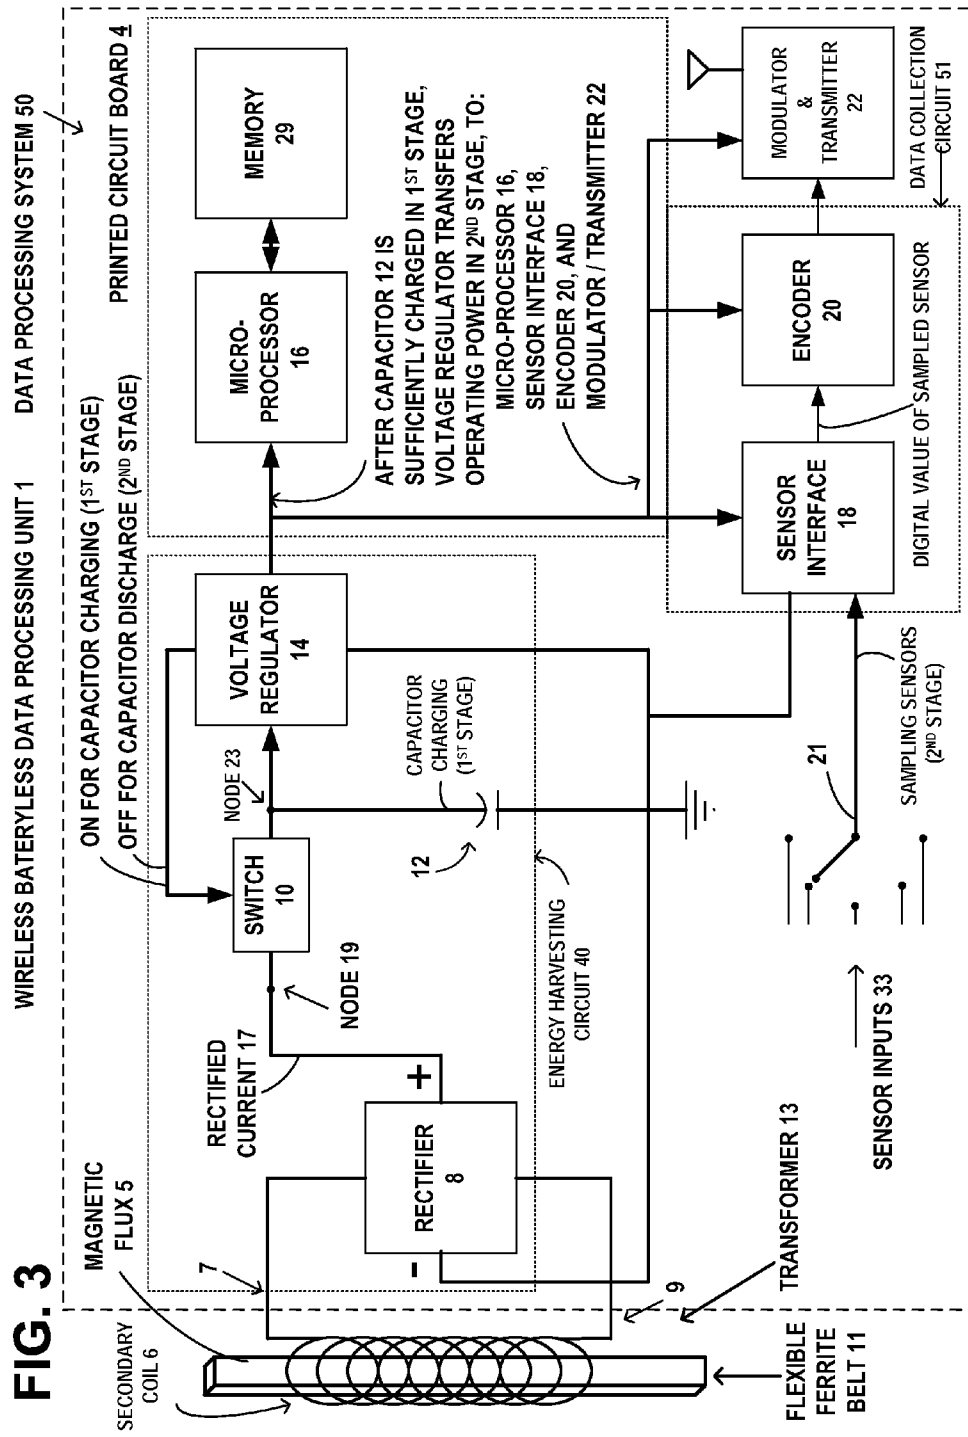 FIG. 3
WIRELESS BATERYLESS DATA PROCESSING UNIT 1
DATA PROCESSING SYSTEM 50
PRINTED CIRCUIT BOARD 4
ON FOR CAPACITOR CHARGING (1ST STAGE)
OFF FOR CAPACITOR DISCHARGE (2ND STAGE)
MAGNETIC
FLUX 5
SECONDARY
COIL 6
7
RECTIFIED
CURRENT 17
NODE 19
SWITCH
10
NODE 23
VOLTAGE
REGULATOR
14
MICRO-
PROCESSOR
16
MEMORY
29
+
RECTIFIER
8
-
12
CAPACITOR
CHARGING
(1ST STAGE)
AFTER CAPACITOR 12 IS
SUFFICIENTLY CHARGED IN 1ST STAGE,
VOLTAGE REGULATOR TRANSFERS
OPERATING POWER IN 2ND STAGE, TO:
MICRO-PROCESSOR 16,
SENSOR INTERFACE 18,
ENCODER 20, AND
MODULATOR / TRANSMITTER 22
ENERGY HARVESTING
CIRCUIT 40
9
TRANSFORMER 13
FLEXIBLE
FERRITE
BELT 11
SENSOR INPUTS 33
21
SAMPLING SENSORS
(2ND STAGE)
SENSOR
INTERFACE
18
ENCODER
20
MODULATOR
&
TRANSMITTER
22
DIGITAL VALUE OF SAMPLED SENSOR
DATA COLLECTION
CIRCUIT 51